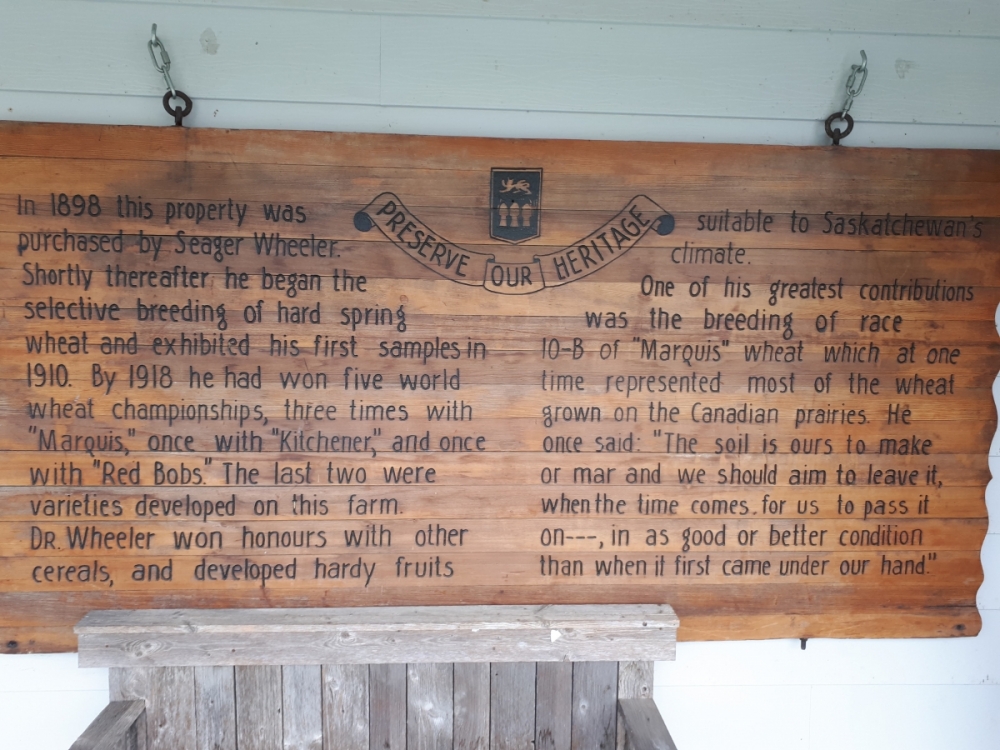 PRESERVE OUR HERITAGE
In 1898 this property was
purchased by Seager Wheeler.
Shortly thereafter he began the
selective breeding of hard spring
wheat and exhibited his first samples in
1910. By 1918 he had won five world
wheat championships, three times with
"Marquis," once with "Kitchener," and once
with "Red Bobs." The last two were
varieties developed on this farm.
DR. Wheeler won honours with other
cereals, and developed hardy fruits
suitable to Saskatchewan's
climate.
One of his greatest contributions
was the breeding of race
10-B of "Marquis" wheat which at one
time represented most of the wheat
grown on the Canadian prairies. He
once said: "The soil is ours to make
or mar and we should aim to leave it,
when the time comes for us to pass it
on---, in as good or better condition
than when it first came under our hand."